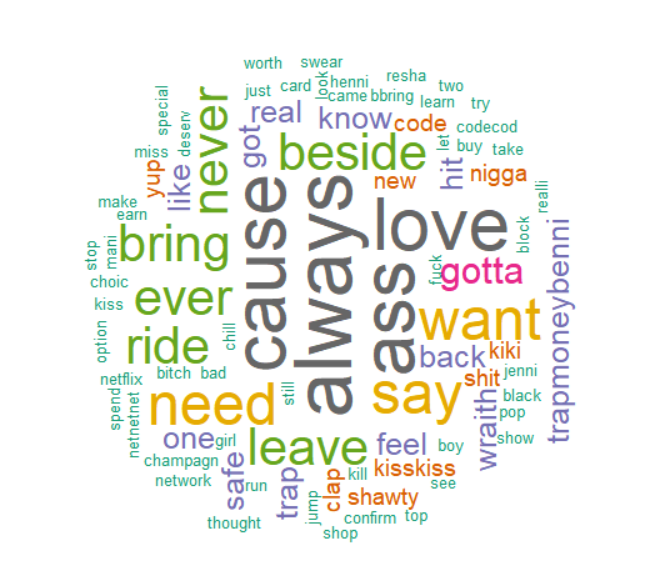 worth
swear
look
henni
resha
two
special
just
card
came
bbring
learn
try
deserv
never
got
real
know
code
let
codecod
buy
take
miss
yup
like
beside
hit
new
nigga
make
earn
cause
always
love
realli
block
stop
mani
bring
ass
fuck
gotta
trapmoneybenni
choic
kiss
ever
want
option
ride
chill
back
kiki
shit
jenni
netflix
bitch
bad
still
say
wraith
black
spend
netnetnet
need
pop
one
girl
leave
feel
boy
show
champagn
safe
kill
kisskiss
see
network
run
trap
clap
shawty
jump
thought
confirm
top
shop